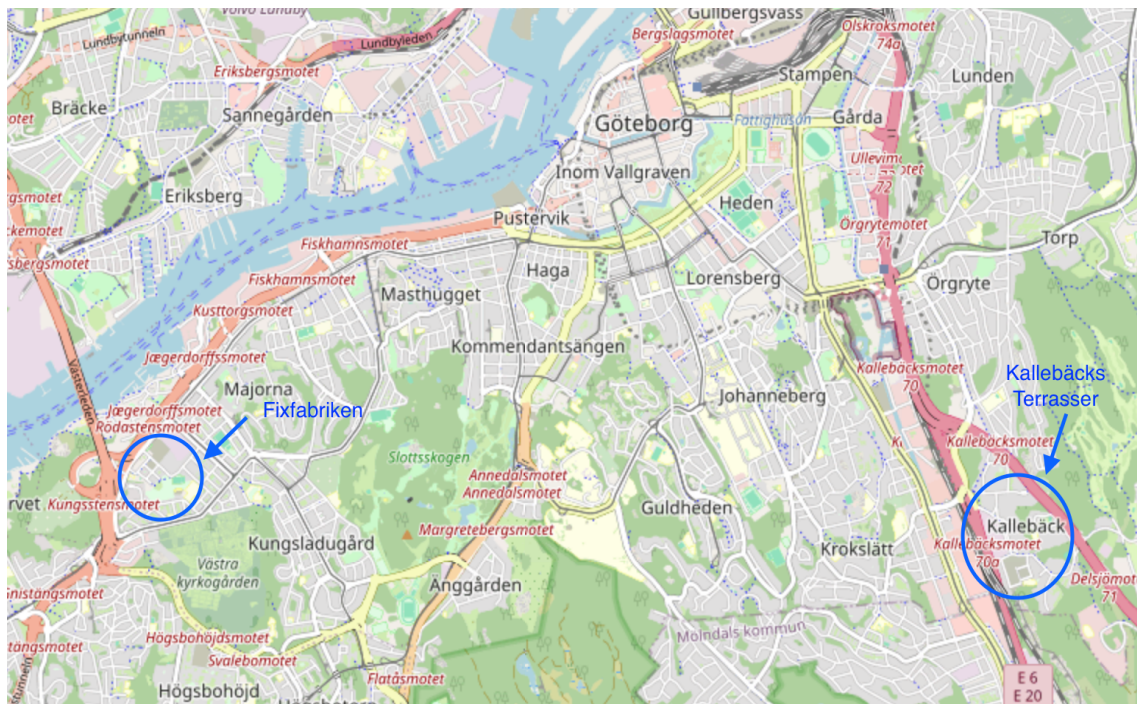 Volvo Lundby
Gullbergsvass
Lundbytunneln
Lundbyleden
Bergslagsmotet
Olskroksmotet
74a
Eriksbergsmotet
Stampen
Lunden
Bräcke
Sannegården
Göteborg
Fattighusån
Gårda
Ullevimotet
72
Inom Vallgraven
Eriksberg
Heden
Pustervik
Örgrytemotet
71
Torp
Fiskhamnsmotet
Haga
Lorensberg
Örgryte
Fiskhamnsmotet
Masthugget
Kusttorgsmotet
Kommendantsängen
Jægerdorffsmotet
Västerleden
Kallebäcksmotet
70
Kallebäcks
Terrasser
Majorna
Johanneberg
Jægerdorffsmotet
Fixfabriken
Rödastensmotet
Slottsskogen
Kallebäcksmotet
70
Annedalsmotet
Annedalsmotet
Kungsstensmotet
Guldheden
Kallebäck
Margretebergsmotet
Kungsladugård
Krokslätt
Kallebäcksmotet
70a
Västra
kyrkogården
Änggården
Delsjömotet
71
Gnistängsmotet
Högsbohöjdsmotet
Mölndals kommun
Svalebomotet
Flatåsmotet
Högsbohöjd
E 6
E 20